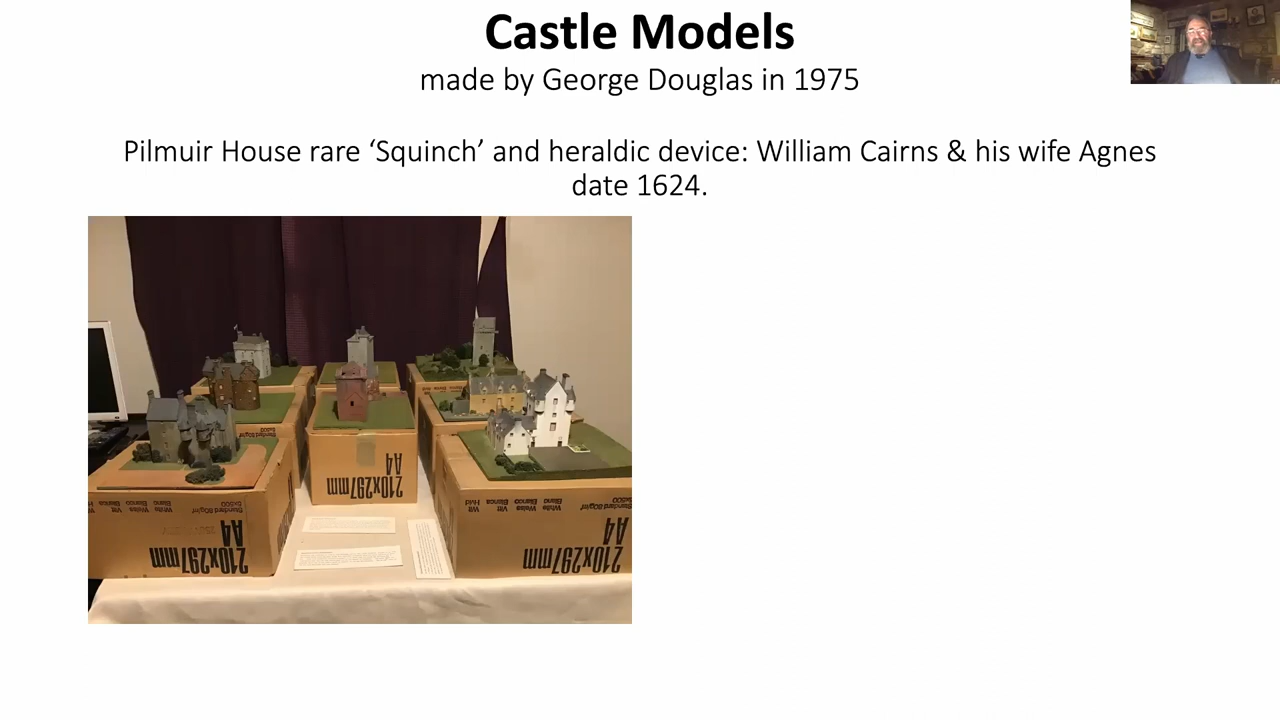 Castle Models
made by George Douglas in 1975
Pilmuir House rare ‘Squinch’ and heraldic device: William Cairns & his wife Agnes
date 1624.
A4
210x297mm
A4
210x297mm
A4
210x297mm